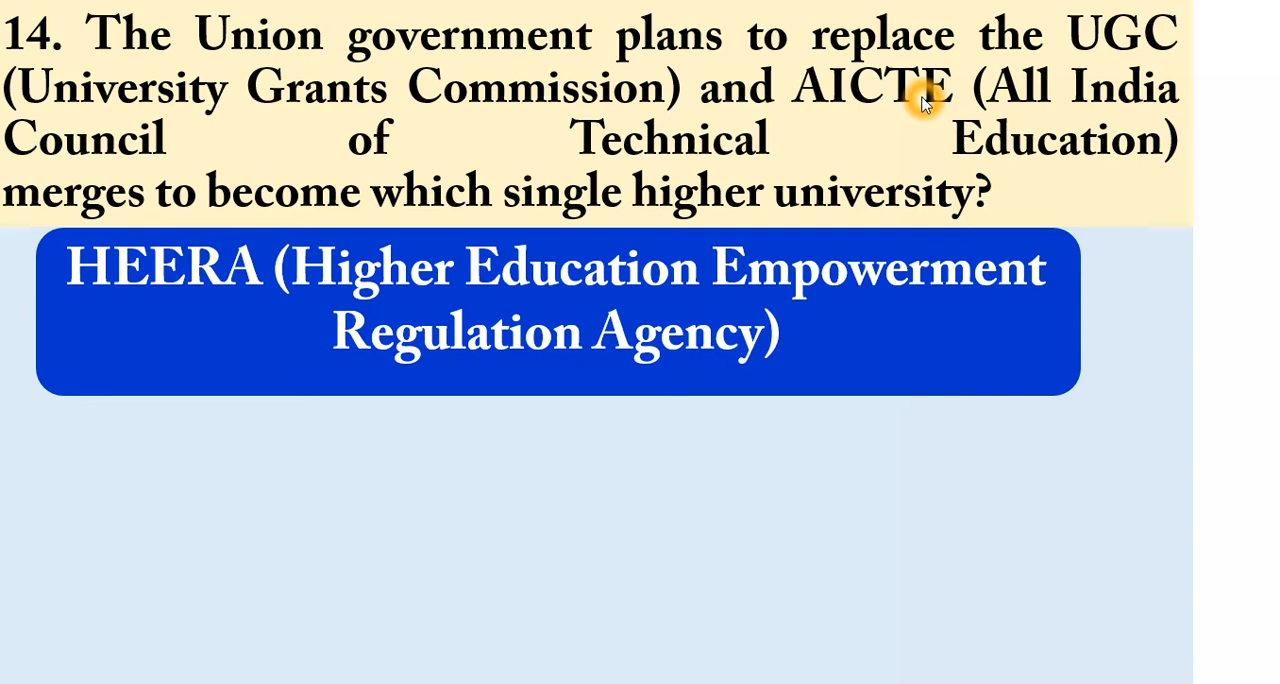 14. The Union government plans to replace the UGC
(University Grants Commission) and AICTE (All India
Council of Technical Education)
merges to become which single higher university?
HEERA (Higher Education Empowerment
Regulation Agency)